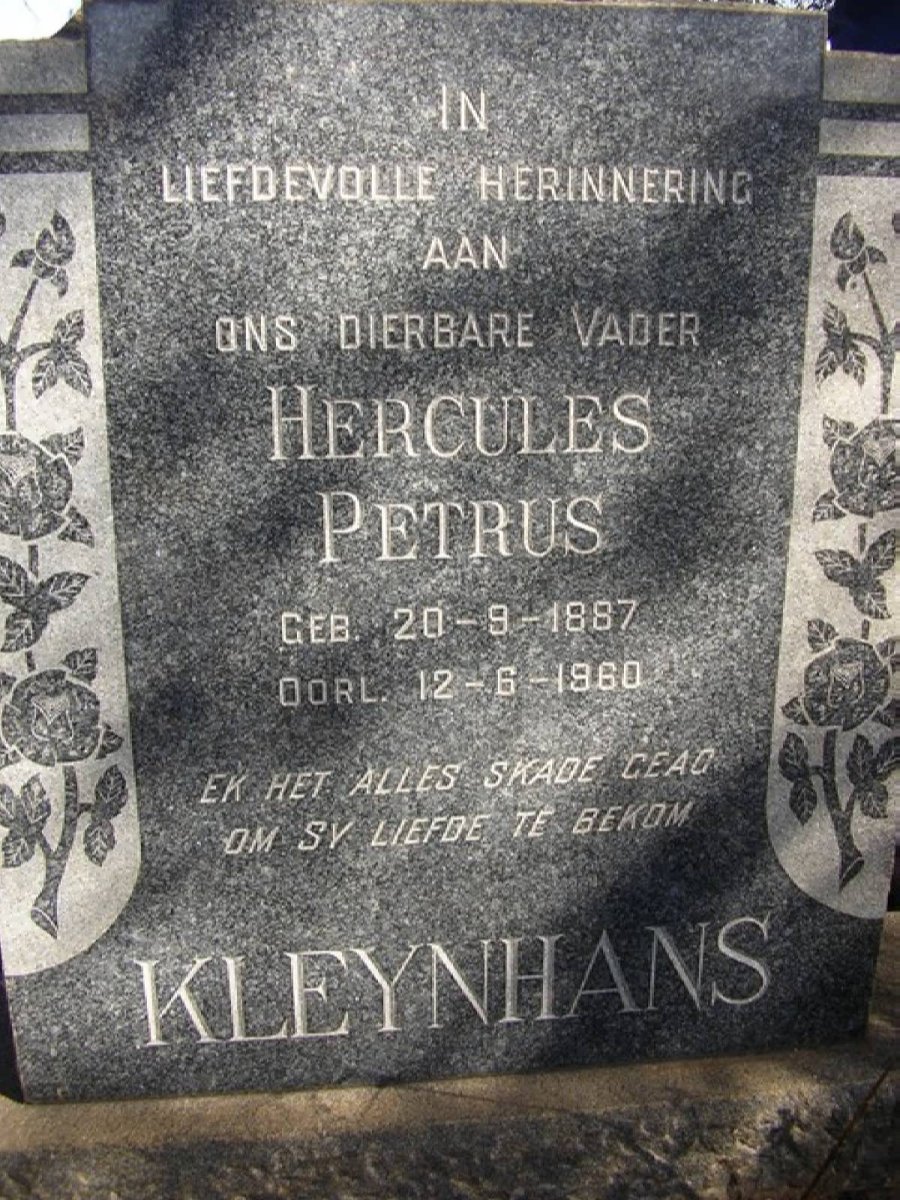 IN
LIEFDEVOLLE HERINNERING
AAN
ONS DIERBARE VADER
HERCULES
PETRUS
GEB. 20-9-1887
OORL. 12-6-1960
EK HET ALLES SKADE GEAG
OM SY LIEFDE TE BEKOM
KLEYNHANS